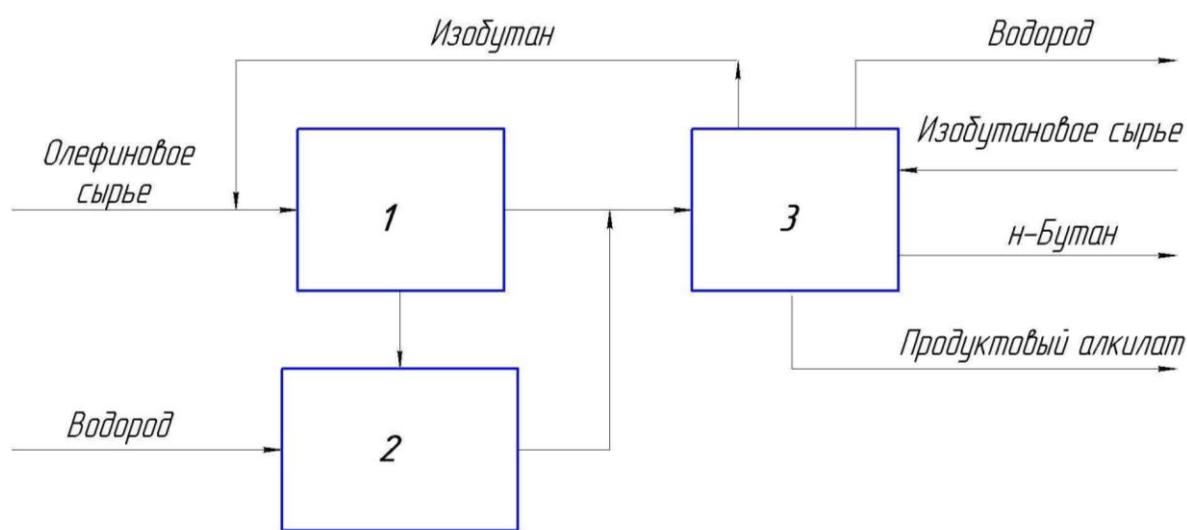 Изобутан
Водород
Олефиновое
сырье
Изобутановое сырье
1
3
н-Бутан
Продуктовый алкилат
Водород
2